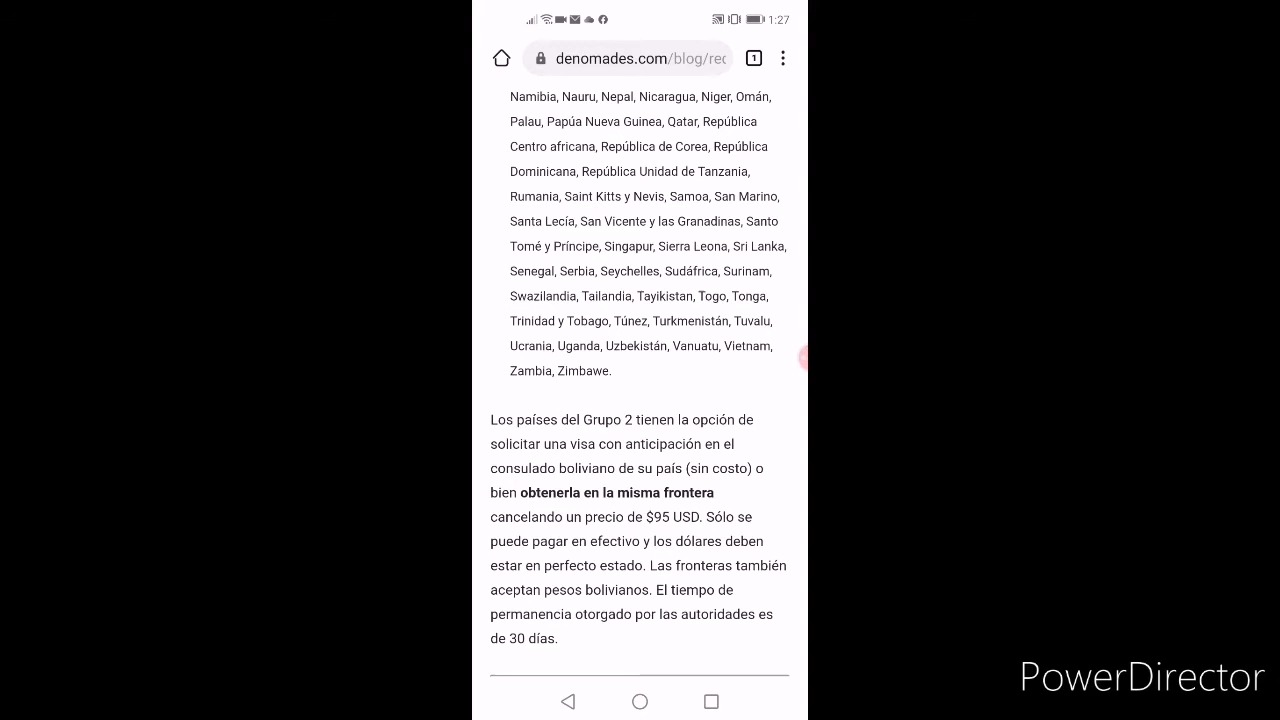 1:27
denomades.com/blog/rec
1
Namibia, Nauru, Nepal, Nicaragua, Niger, Omán,
Palau, Papúa Nueva Guinea, Qatar, República
Centro africana, República de Corea, República
Dominicana, República Unidad de Tanzania,
Rumania, Saint Kitts y Nevis, Samoa, San Marino,
Santa Lecía, San Vicente y las Granadinas, Santo
Tomé y Príncipe, Singapur, Sierra Leona, Sri Lanka,
Senegal, Serbia, Seychelles, Sudáfrica, Surinam,
Swazilandia, Tailandia, Tayikistan, Togo, Tonga,
Trinidad y Tobago, Túnez, Turkmenistán, Tuvalu,
Ucrania, Uganda, Uzbekistán, Vanuatu, Vietnam,
Zambia, Zimbawe.
Los países del Grupo 2 tienen la opción de
solicitar una visa con anticipación en el
consulado boliviano de su país (sin costo) o
bien obtenerla en la misma frontera
cancelando un precio de $95 USD. Sólo se
puede pagar en efectivo y los dólares deben
estar en perfecto estado. Las fronteras también
aceptan pesos bolivianos. El tiempo de
permanencia otorgado por las autoridades es
de 30 días.
PowerDirector